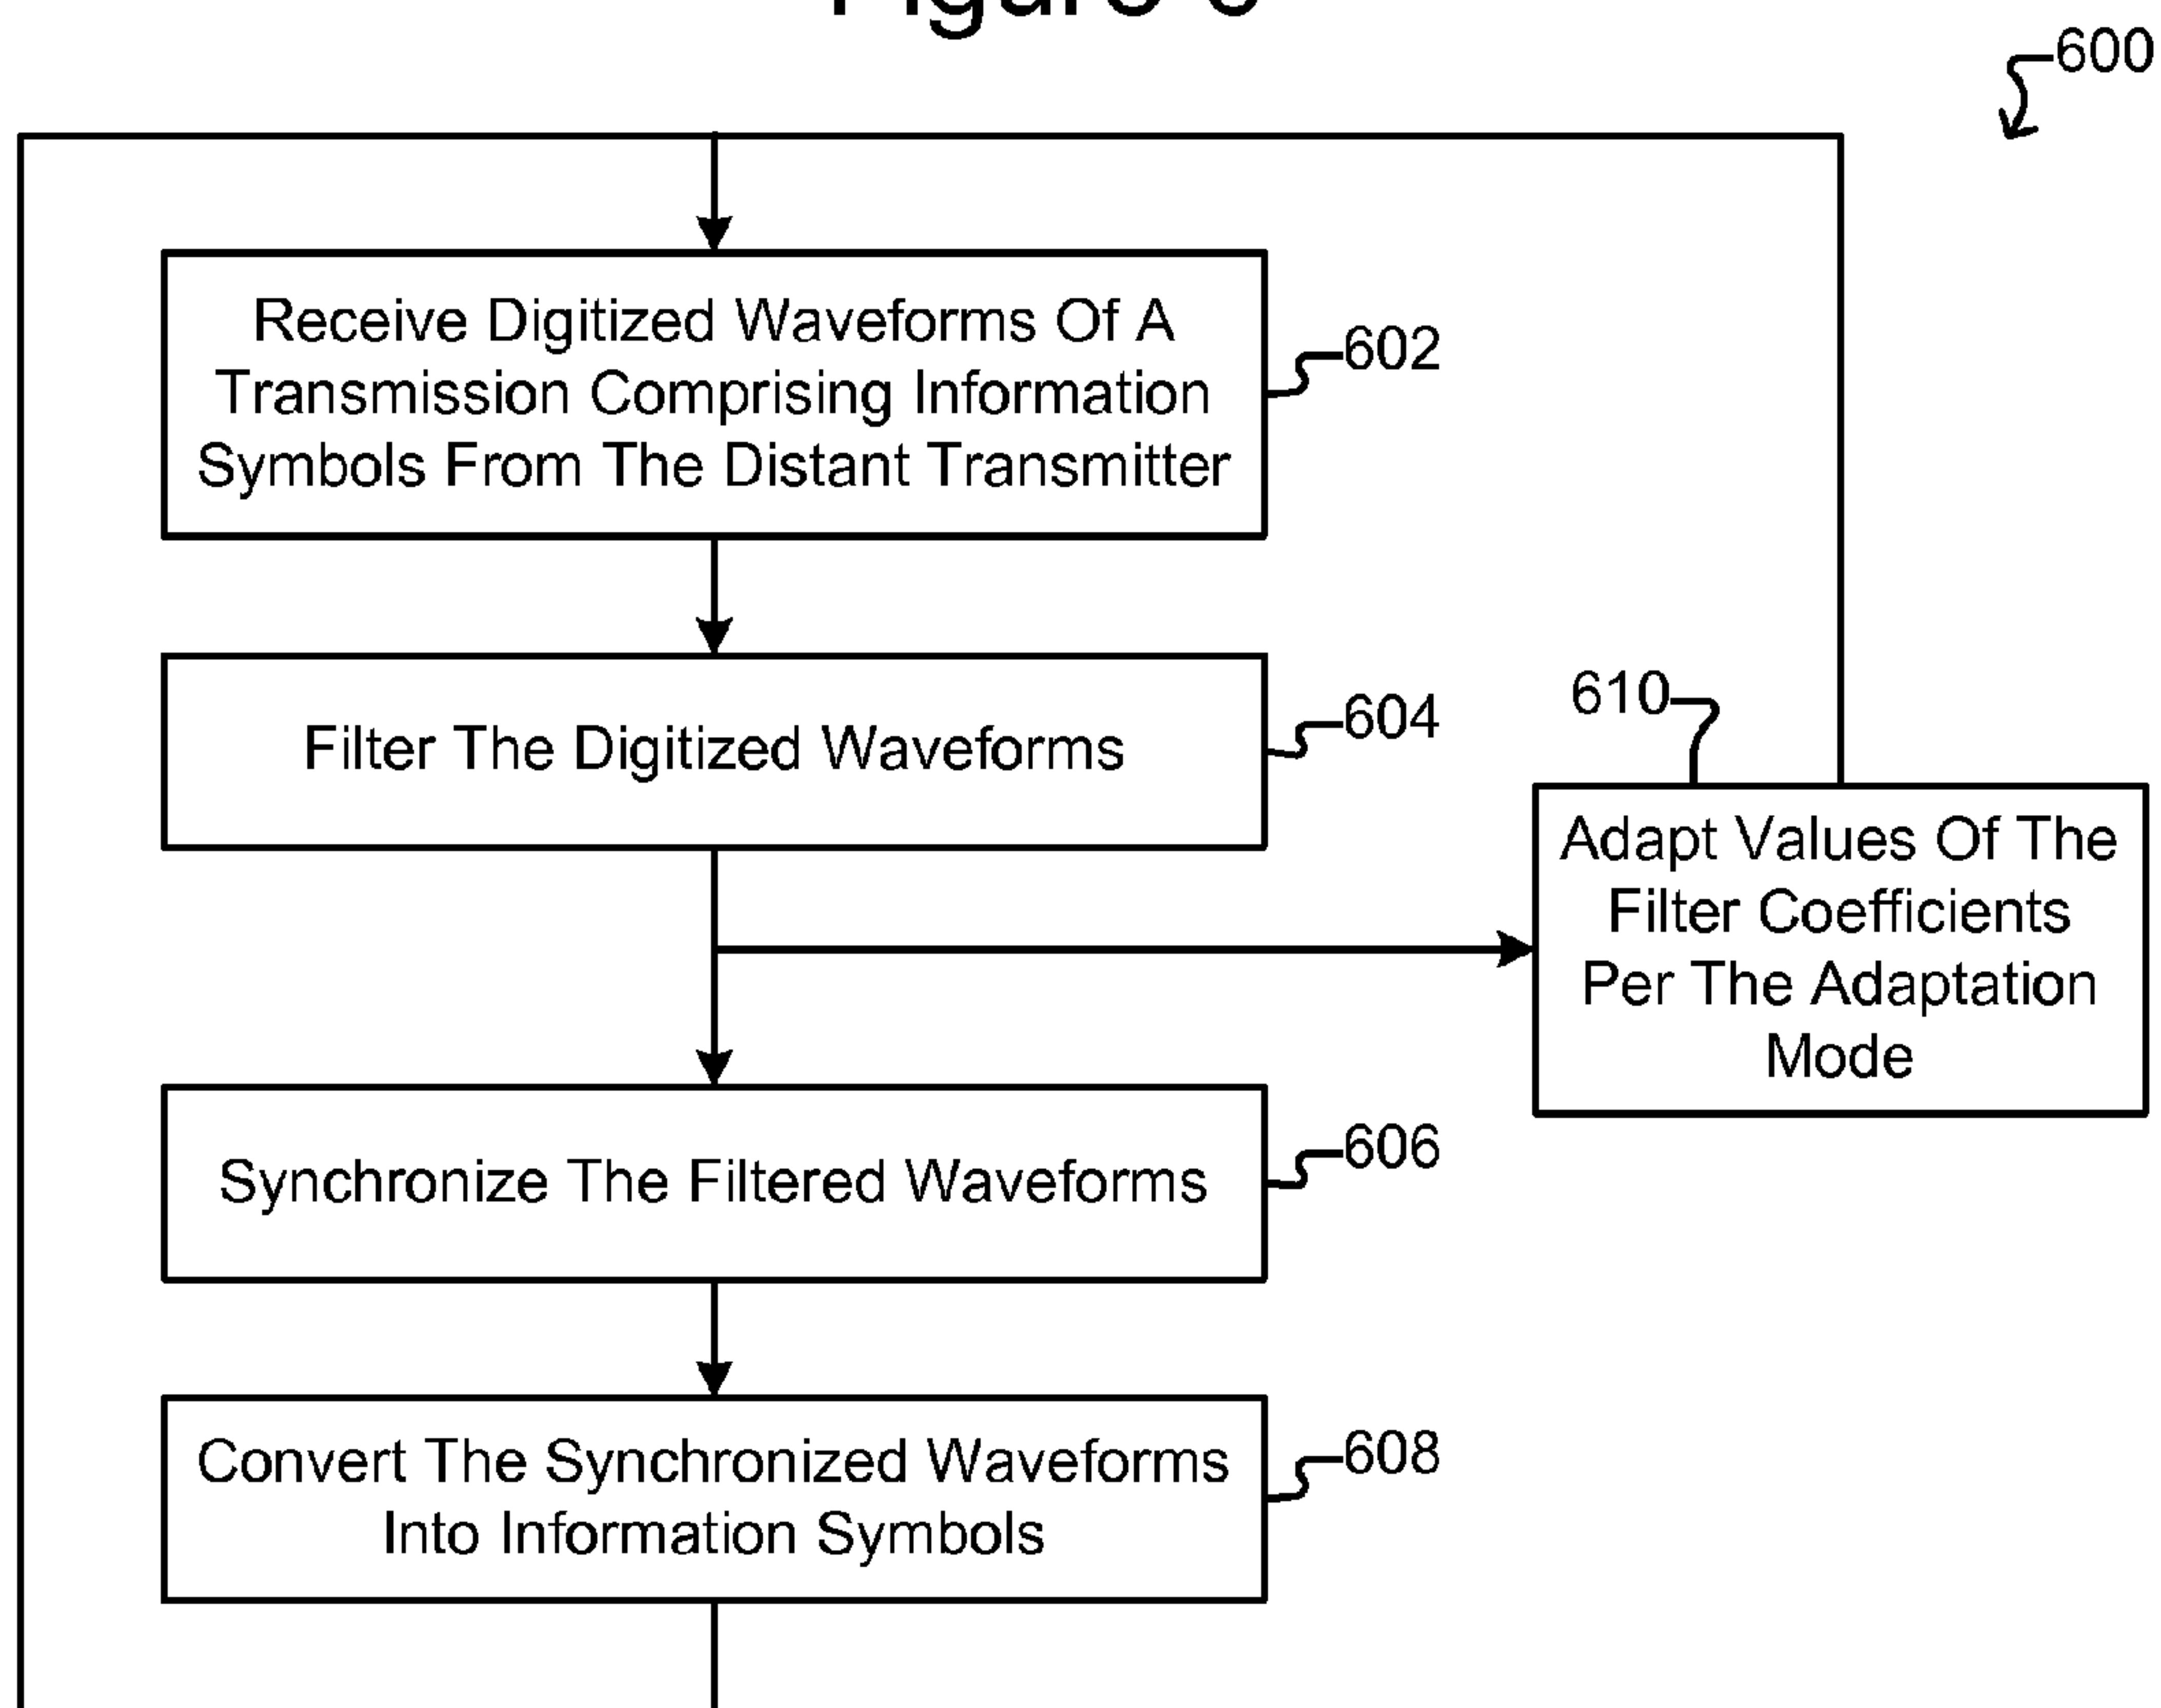 600
Receive Digitized Waveforms Of A
Transmission Comprising Information
Symbols From The Distant Transmitter
602
Filter The Digitized Waveforms
604
610
Adapt Values Of The
Filter Coefficients
Per The Adaptation
Mode
Synchronize The Filtered Waveforms
606
Convert The Synchronized Waveforms
Into Information Symbols
608